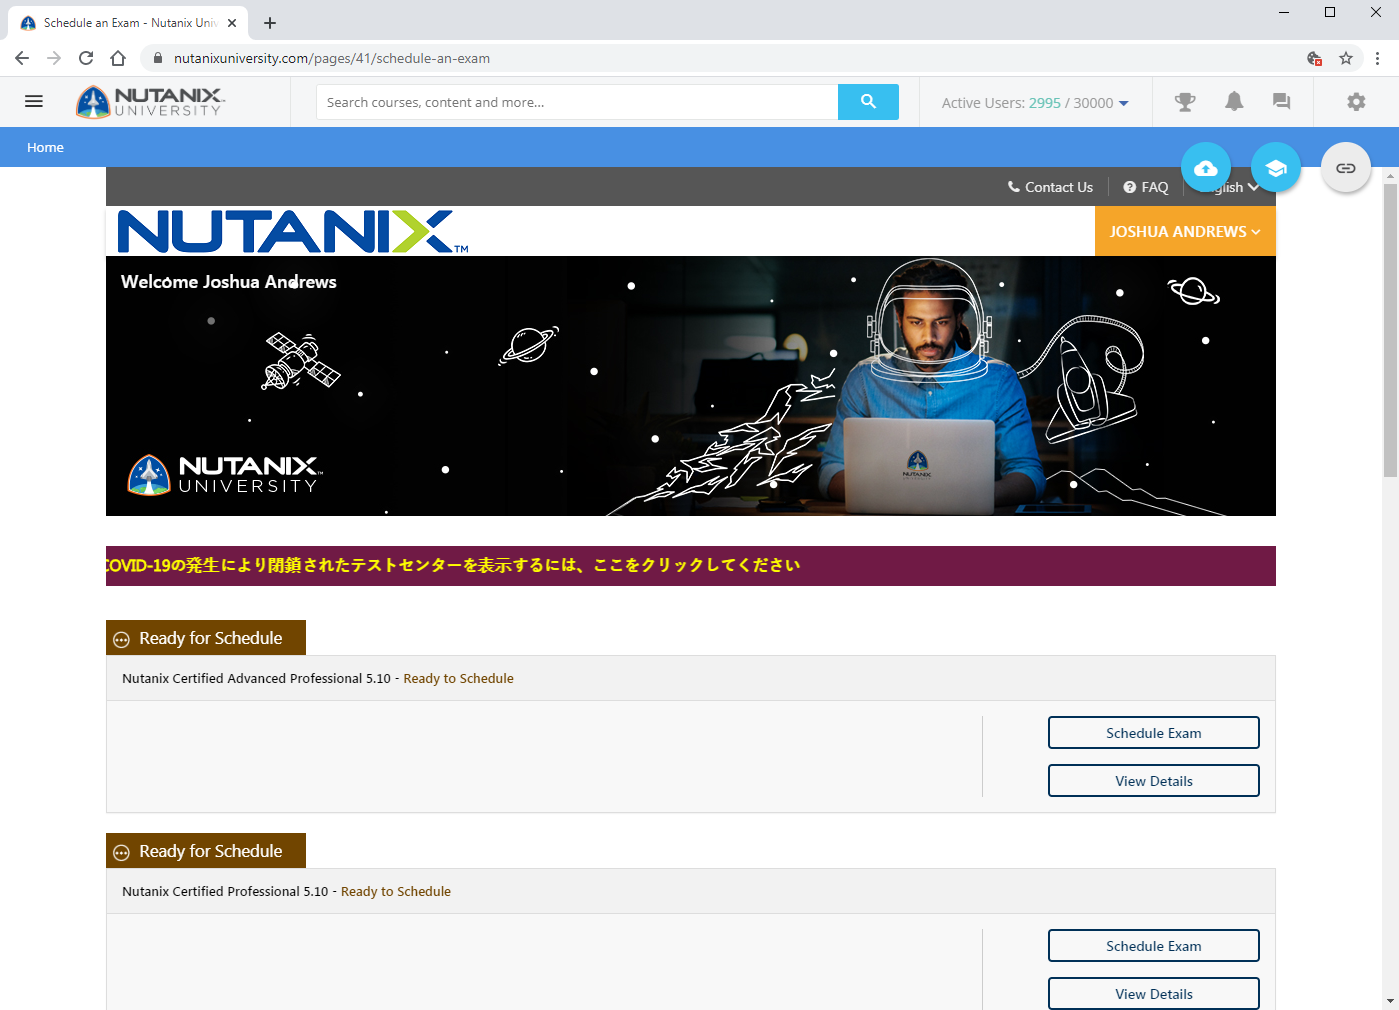 Schedule an Exam - Nutanix Univ
nutanixuniversity.com/pages/41/schedule-an-exam
NUTANIX
UNIVERSITY
Search courses, content and more...
Active Users: 2995 / 30000
Home
Contact Us
FAQ
glish
NUTANIX TM
JOSHUA ANDREWS
Welcome Joshua Andrews
NUTANIX
UNIVERSITY
NUTANIX
COVID-19の発生により閉鎖されたテストセンターを表示するには、ここをクリックしてください
Ready for Schedule
Nutanix Certified Advanced Professional 5.10 - Ready to Schedule
Schedule Exam
View Details
Ready for Schedule
Nutanix Certified Professional 5.10 - Ready to Schedule
Schedule Exam
View Details